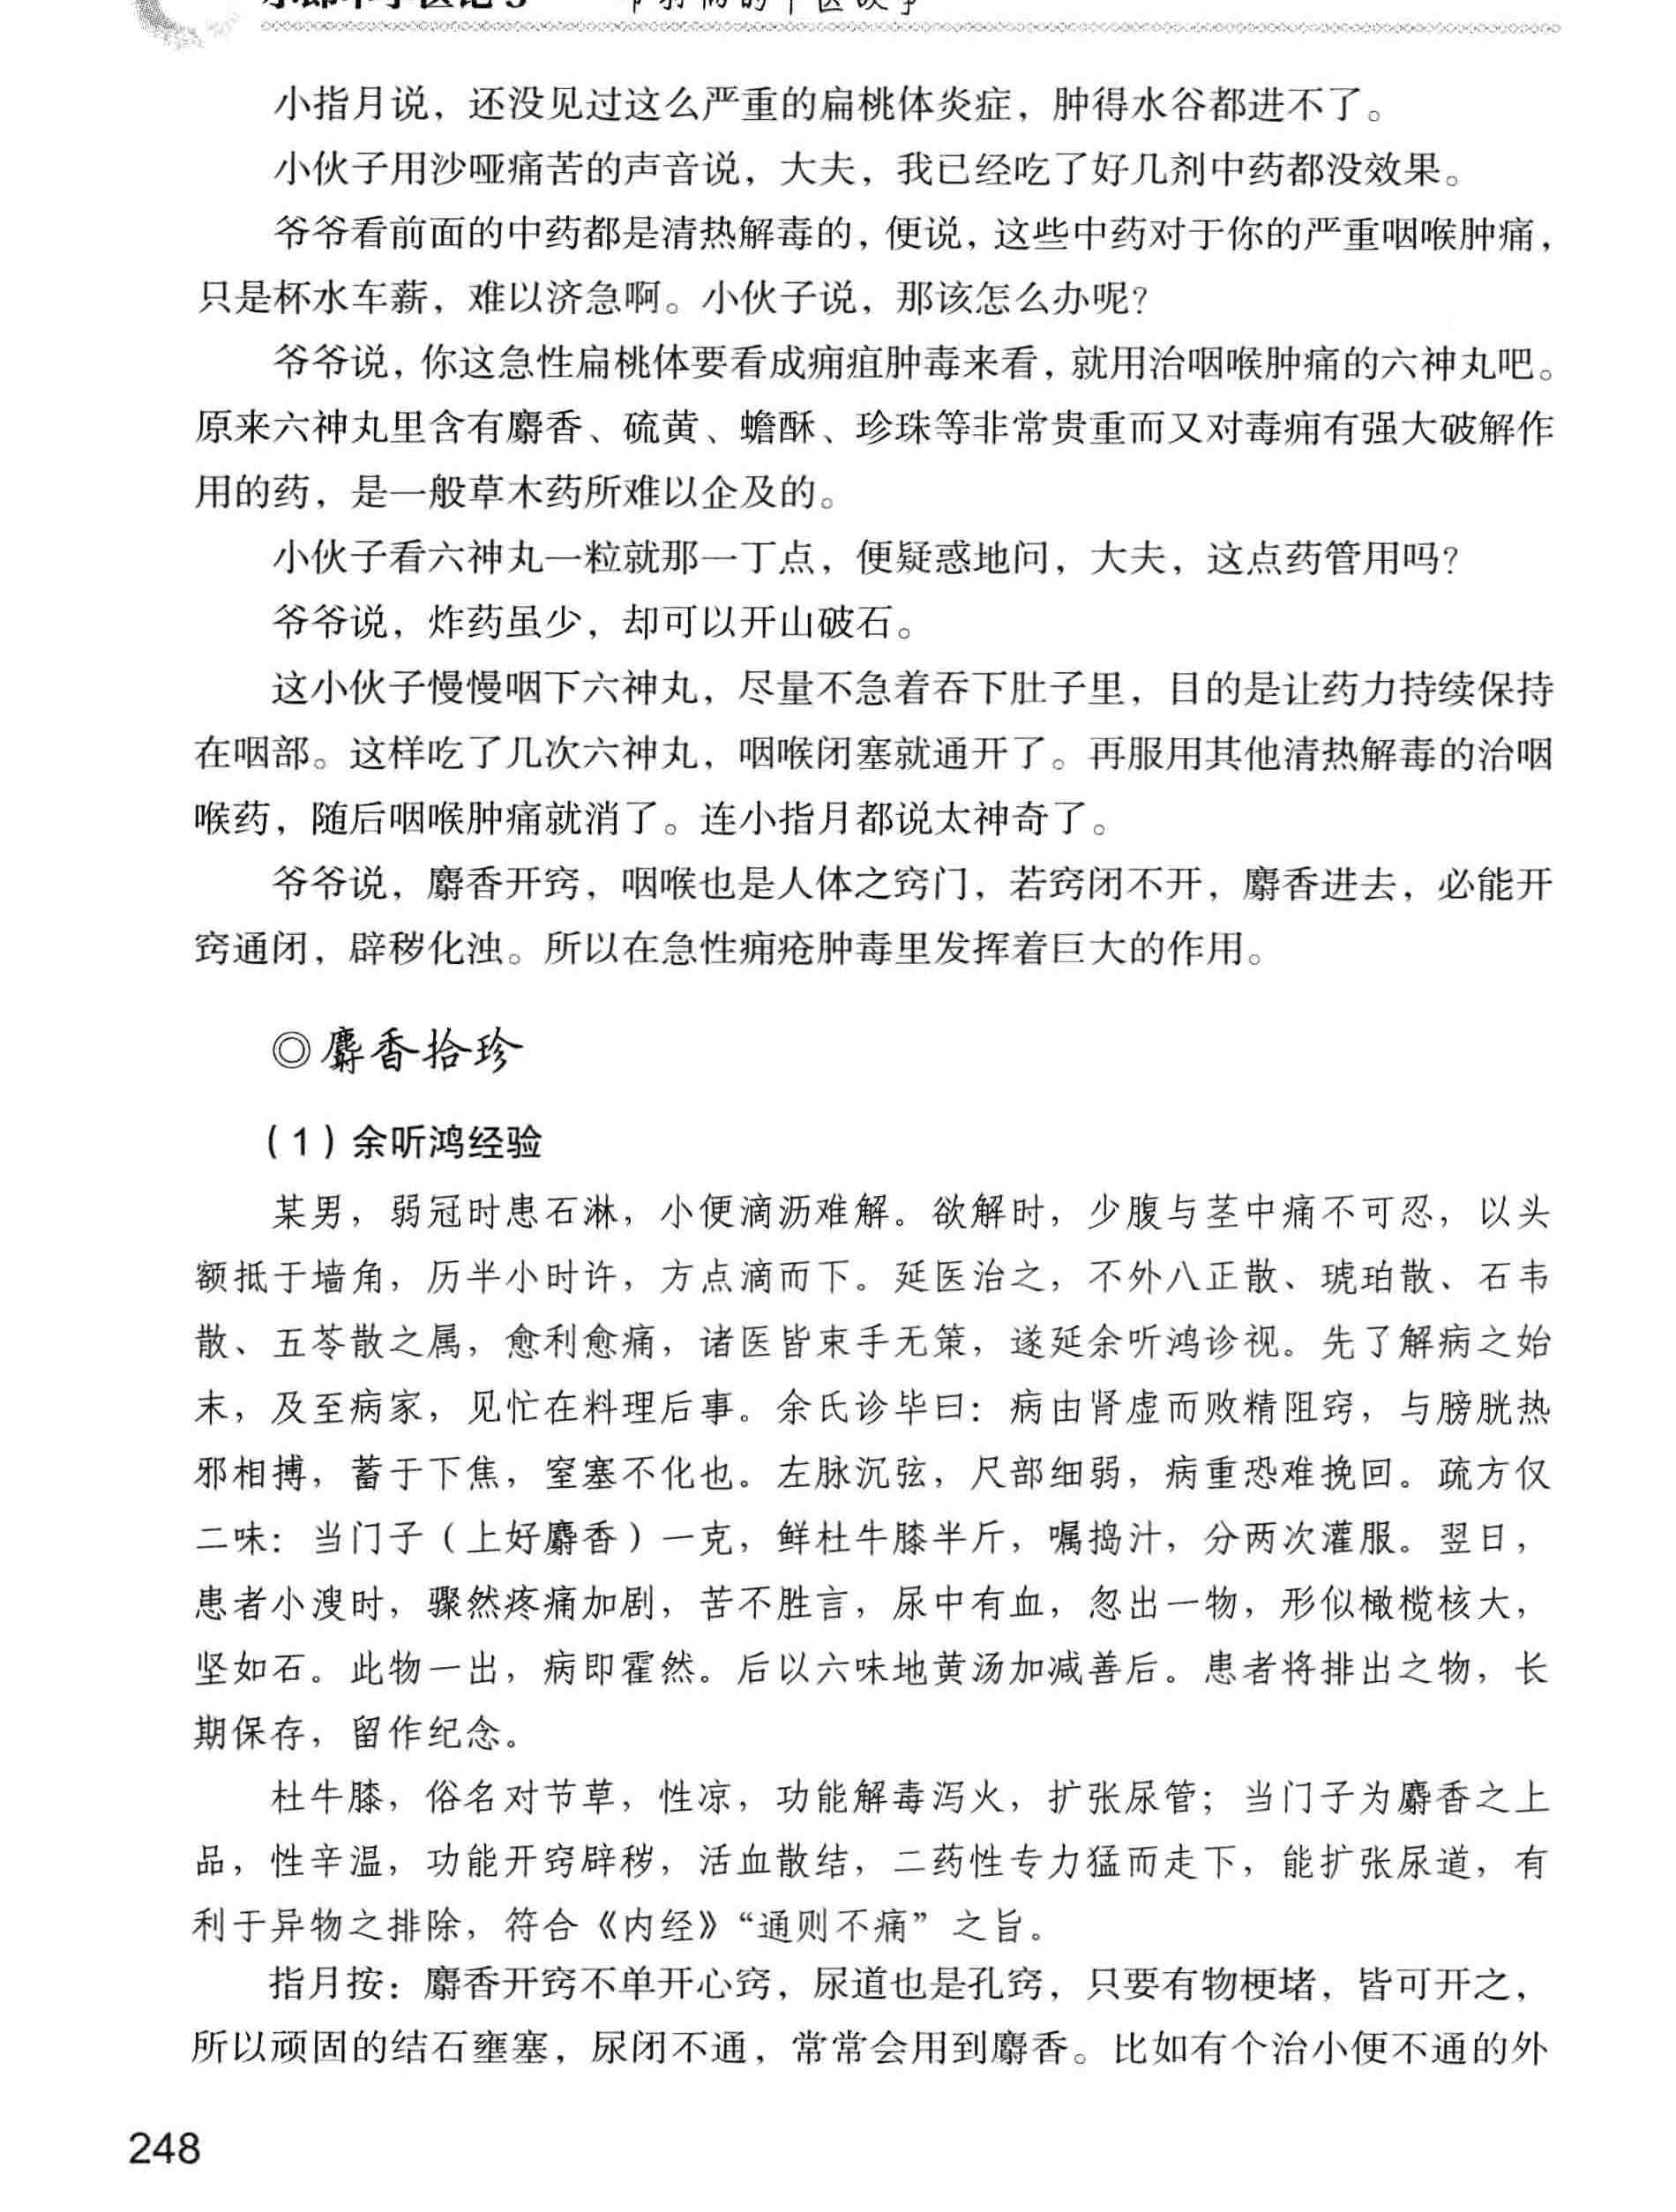 小指月说，还没见过这么严重的扁桃体炎症，肿得水谷都进不了。
小伙子用沙哑痛苦的声音说，大夫，我已经吃了好几剂中药都没效果。
爷爷看前面的中药都是清热解毒的，便说，这些中药对于你的严重咽喉肿痛，
只是杯水车薪，难以济急啊。小伙子说，那该怎么办呢？
爷爷说，你这急性扁桃体要看成痈疽肿毒来看，就用治咽喉肿痛的六神丸吧。
原来六神丸里含有麝香、硫黄、蟾酥、珍珠等非常贵重而又对毒痈有强大破解作
用的药，是一般草木药所难以企及的。
小伙子看六神丸一粒就那一丁点，便疑惑地问，大夫，这点药管用吗？
爷爷说，炸药虽少，却可以开山破石。
这小伙子慢慢咽下六神丸，尽量不急着吞下肚子里，目的是让药力持续保持
在咽部。这样吃了几次六神丸，咽喉闭塞就通开了。再服用其他清热解毒的治咽
喉药，随后咽喉肿痛就消了。连小指月都说太神奇了。
爷爷说，麝香开窍，咽喉也是人体之窍门，若窍闭不开，麝香进去，必能开
窍通闭，辟秽化浊。所以在急性痈疮肿毒里发挥着巨大的作用。
◎麝香拾珍
（1）余听鸿经验
某男，弱冠时患石淋，小便滴沥难解。欲解时，少腹与茎中痛不可忍，以头
额抵于墙角，历半小时许，方点滴而下。延医治之，不外八正散、琥珀散、石韦
散、五苓散之属，愈利愈痛，诸医皆束手无策，遂延余听鸿诊视。先了解病之始
末，及至病家，见忙在料理后事。余氏诊毕曰：病由肾虚而败精阻窍，与膀胱热
邪相搏，蓄于下焦，窒塞不化也。左脉沉弦，尺部细弱，病重恐难挽回。疏方仅
二味：当门子（上好麝香）一克，鲜杜牛膝半斤，嘱捣汁，分两次灌服。翌日，
患者小溲时，骤然疼痛加剧，苦不胜言，尿中有血，忽出一物，形似橄榄核大，
坚如石。此物一出，病即霍然。后以六味地黄汤加减善后。患者将排出之物，长
期保存，留作纪念。
杜牛膝，俗名对节草，性凉，功能解毒泻火，扩张尿管；当门子为麝香之上
品，性辛温，功能开窍辟秽，活血散结，二药性专力猛而走下，能扩张尿道，有
利于异物之排除，符合《内经》“通则不痛”之旨。
指月按：麝香开窍不单开心窍，尿道也是孔窍，只要有物梗堵，皆可开之，
所以顽固的结石壅塞，尿闭不通，常常会用到麝香。比如有个治小便不通的外
248